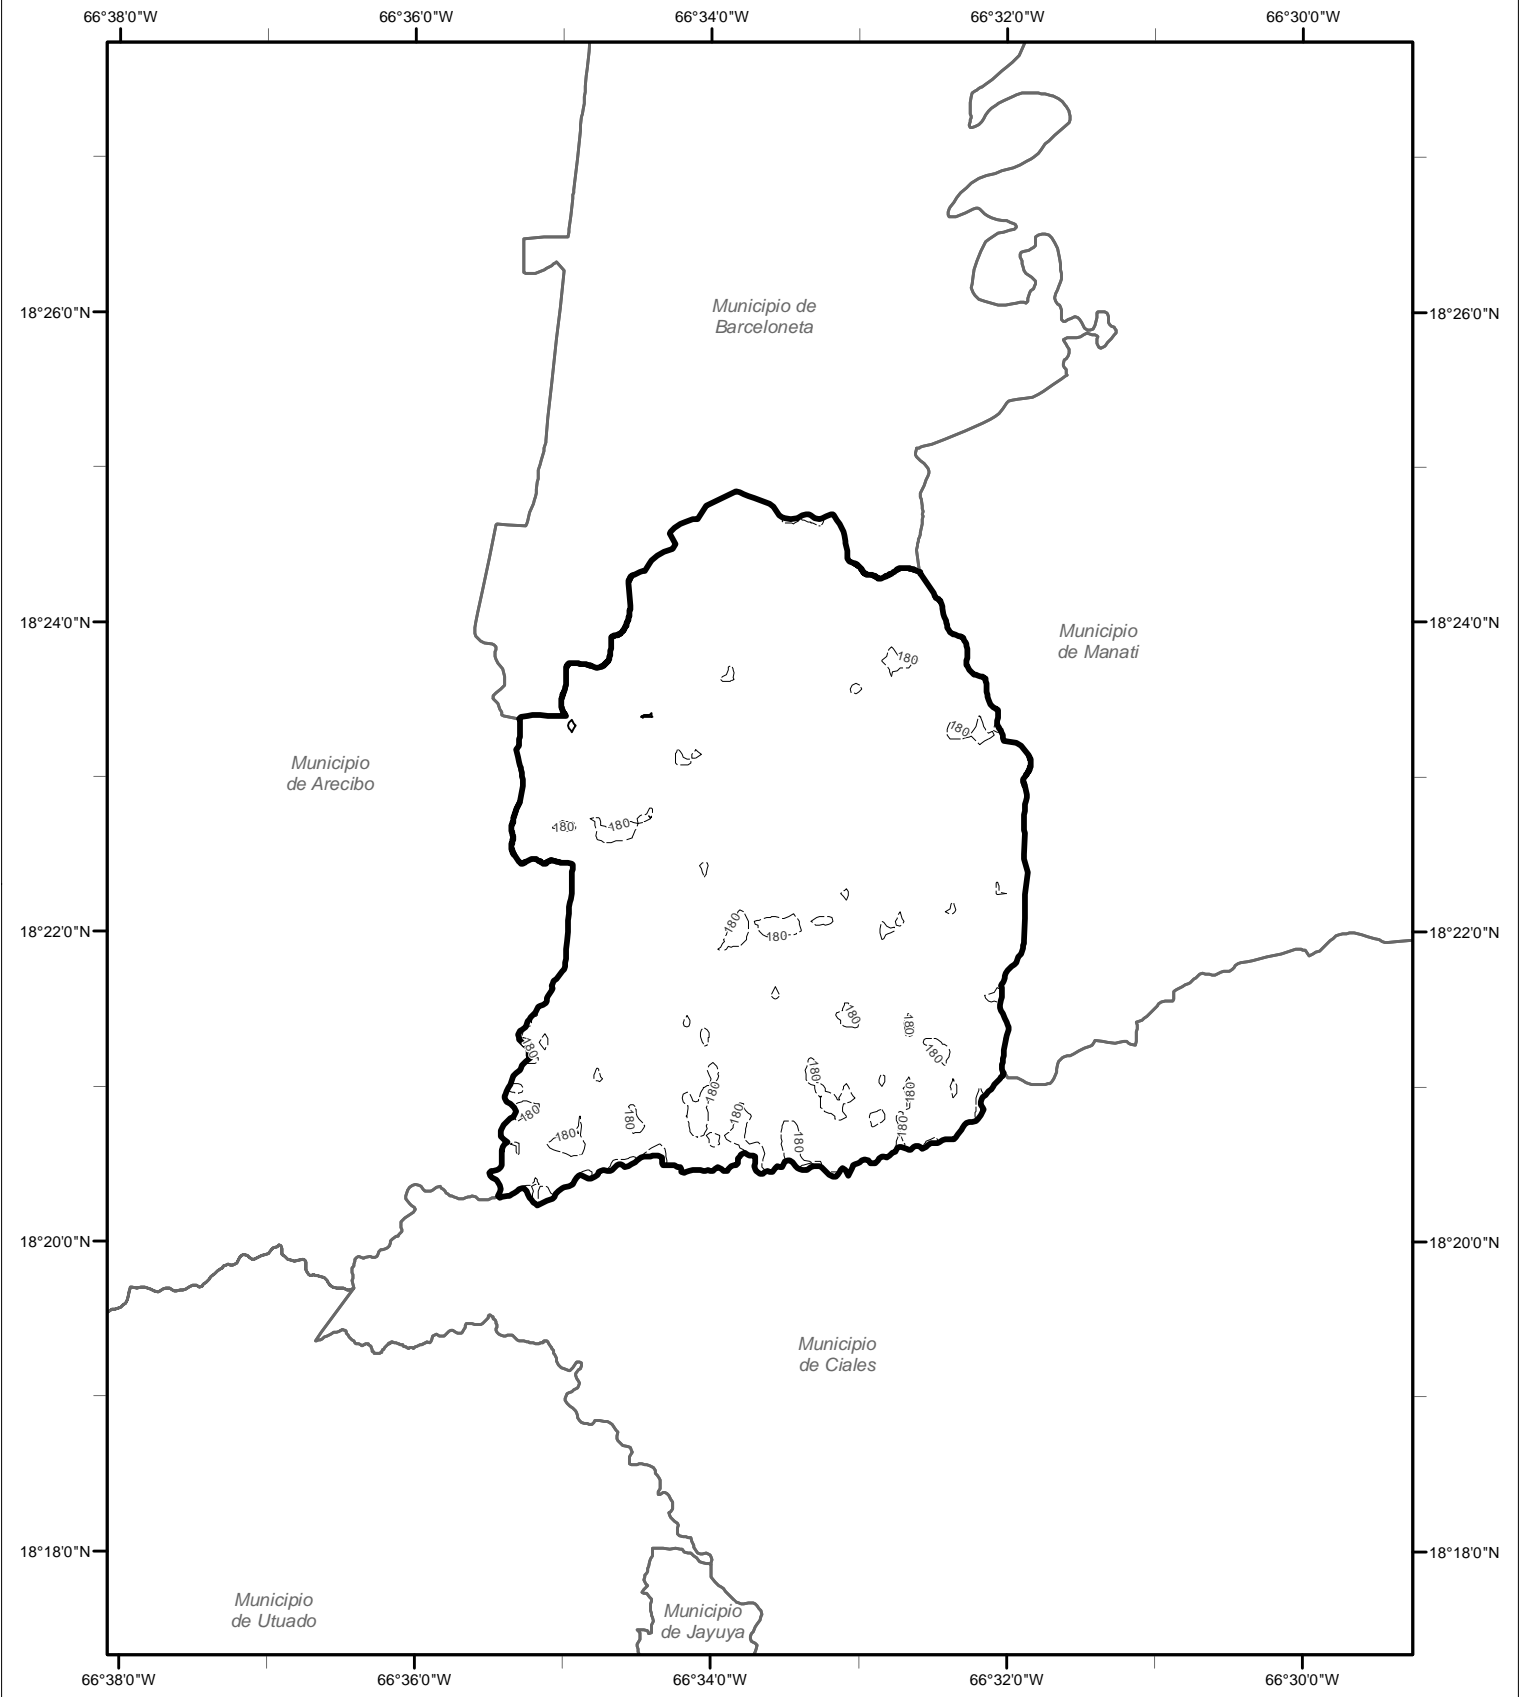 66°38'0"W
66°36'0"W
66°34'0"W
66°32'0"W
66°30'0"W
18°26'0"N
Municipio de
Barceloneta
18°26'0"N
18°24'0"N
Municipio
de Manati
18°24'0"N
180
180
Municipio
de Arecibo
180
180
180
180
18°22'0"N
18°22'0"N
180
180
180
180
180
180
180
180
180
180
180
180
180
18°20'0"N
18°20'0"N
Municipio
de Ciales
18°18'0"N
18°18'0"N
Municipio
de Utuado
Municipio
de Jayuya
66°38'0"W
66°36'0"W
66°34'0"W
66°32'0"W
66°30'0"W